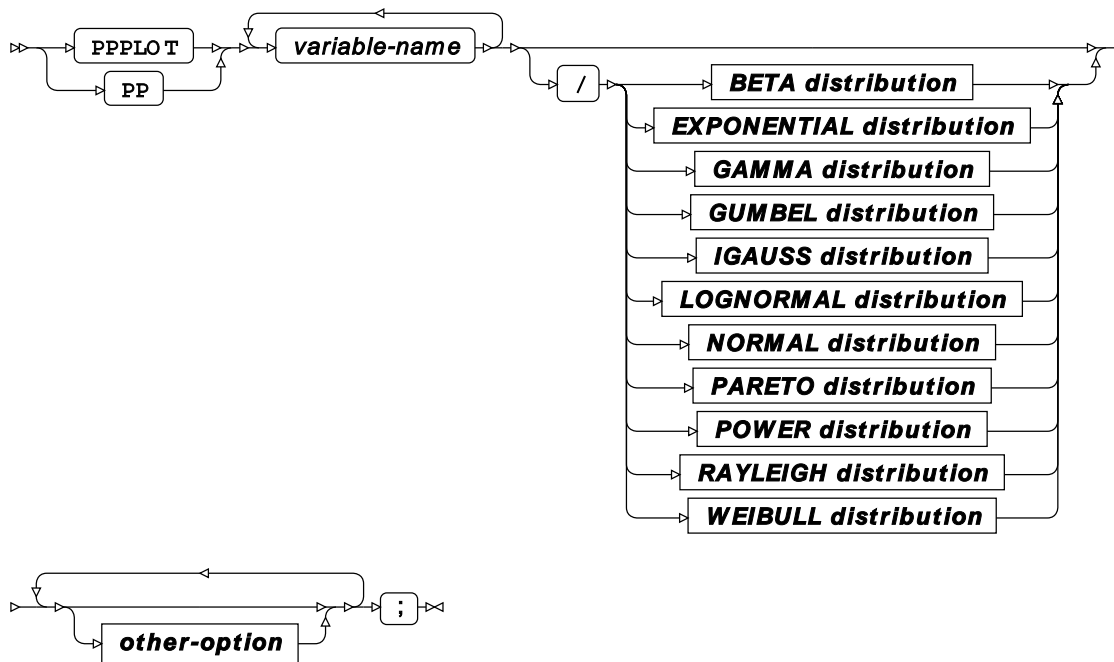 PPPLOT
PP
variable-name
/
BETA distribution
EXPONENTIAL distribution
GAMMA distribution
GUMBEL distribution
IGAUSS distribution
LOGNORMAL distribution
NORMAL distribution
PARETO distribution
POWER distribution
RAYLEIGH distribution
WEIBULL distribution
other-option
;